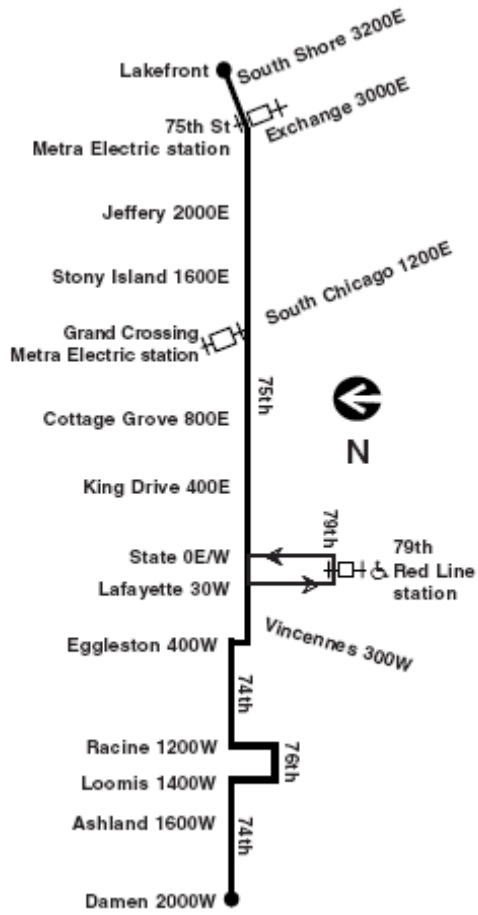 South Shore 3200E
Lakefront
Exchange 3000E
75th St
Metra Electric station
Jeffery 2000E
Stony Island 1600E
South Chicago 1200E
Grand Crossing
Metra Electric station
75th
N
Cottage Grove 800E
King Drive 400E
79th
State 0E/W
79th
Red Line
station
Lafayette 30W
Vincennes 300W
Eggleston 400W
74th
Racine 1200W
76th
Loomis 1400W
Ashland 1600W
74th
Damen 2000W